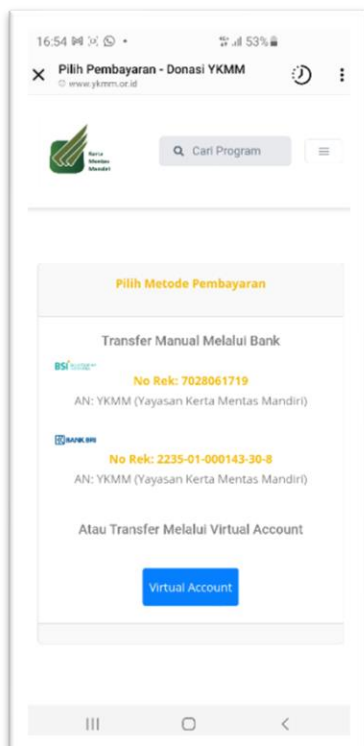 16:54
53%
Pilih Pembayaran - Donasi YKMM
www.ykmm.or.id
Kerta
Mentas
Mandiri
Cari Program
Pilih Metode Pembayaran
Transfer Manual Melalui Bank
BSI
No Rek: 7028061719
AN: YKMM (Yayasan Kerta Mentas Mandiri)
BANK BRI
No Rek: 2235-01-000143-30-8
AN: YKMM (Yayasan Kerta Mentas Mandiri)
Atau Transfer Melalui Virtual Account
Virtual Account